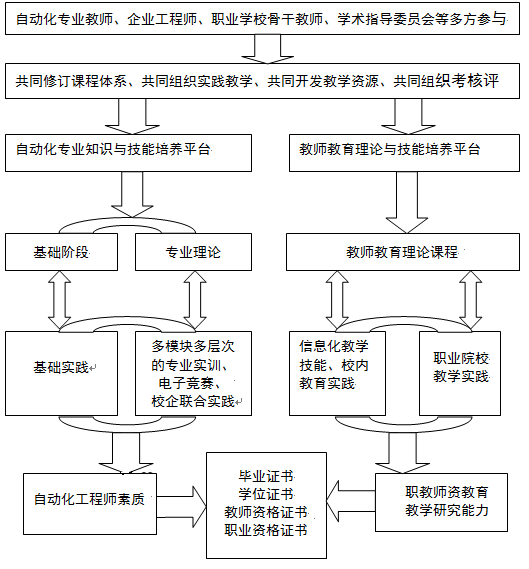 自动化专业教师、企业工程师、职业学校骨干教师、学术指导委员会等多方参与
共同修订课程体系、共同组织实践教学、共同开发教学资源、共同组织考核评
自动化专业知识与技能培养平台
教师教育理论与技能培养平台
基础阶段
专业理论
教师教育理论课程
基础实践
多模块多层次
的专业实训、
电子竞赛、
校企联合实践
信息化教学
技能、校内
教育实践
职业院校
教学实践
自动化工程师素质
毕业证书
学位证书
教师资格证书
职业资格证书
职教师资教育
教学研究能力